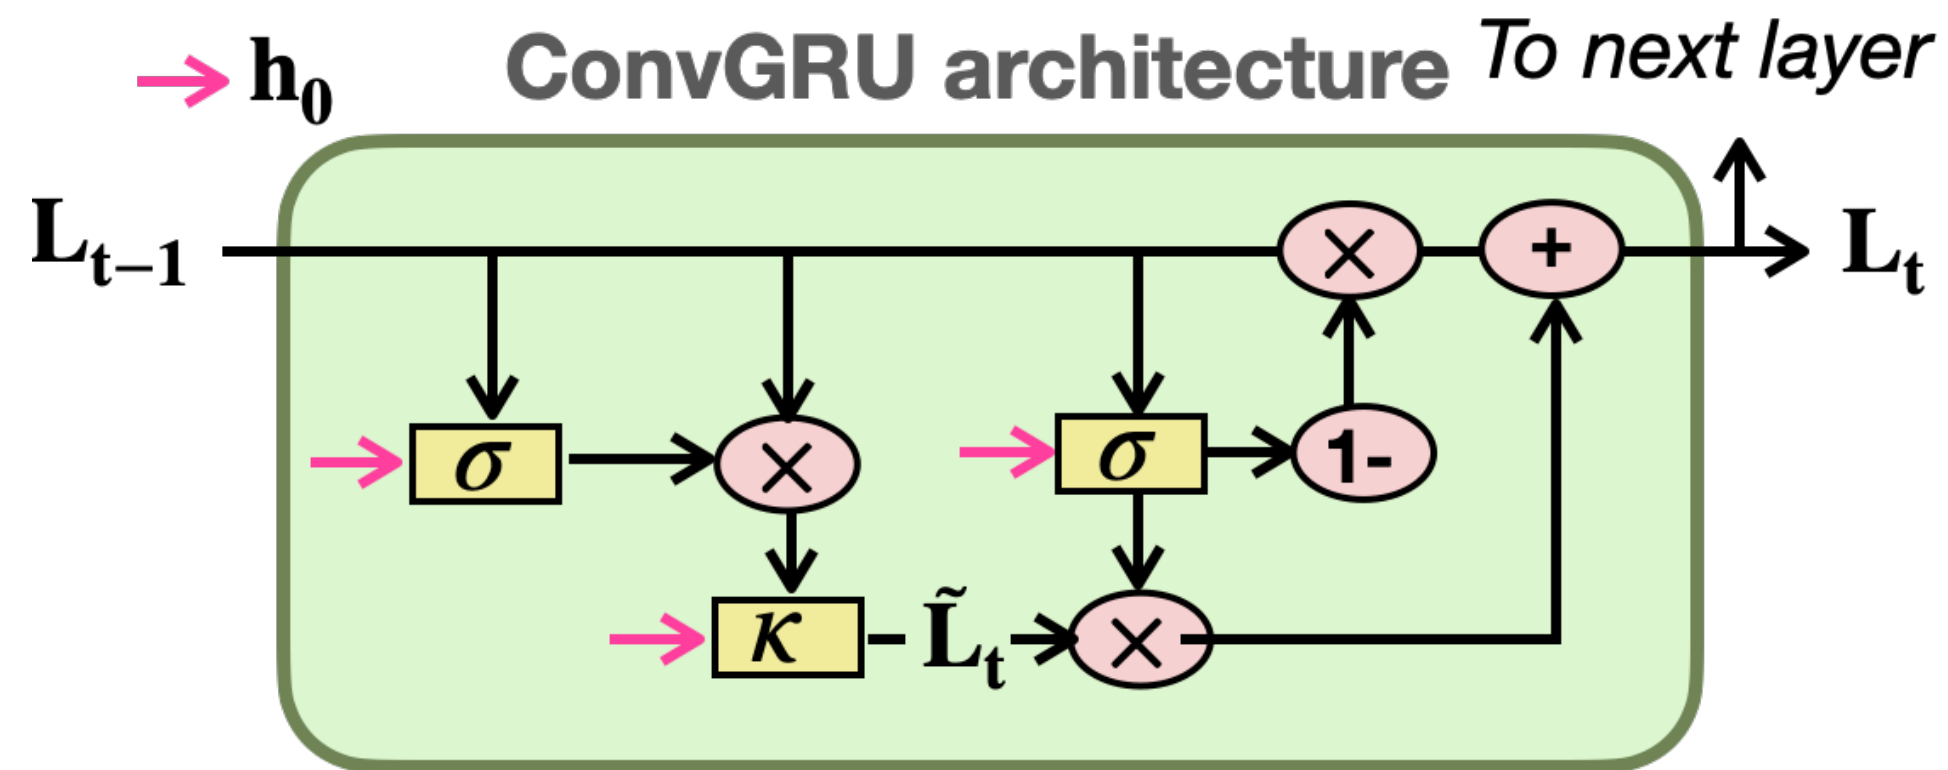 h₀
ConvGRU architecture
To next layer
Lₜ₋₁
×
+
Lₜ
σ
×
σ
1-
κ
L̃ₜ
×